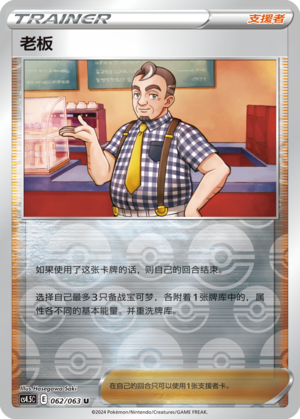 TRAINER
支援者
老板
如果使用了这张卡牌的话，则自己的回合结束。
选择自己最多3只备战宝可梦，各附着1张牌库中的，属
性各不同的基本能量。并重洗牌库。
Illus. Hasegawa Saki
在自己的回合只可以使用1张支援者卡。
E 062/063 U
©2024 Pokémon/Nintendo/Creatures/GAME FREAK.